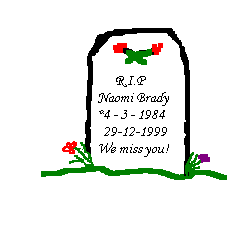 R.I.P
Naomi Brady
*4 - 3 - 1984
29-12-1999
We miss you!